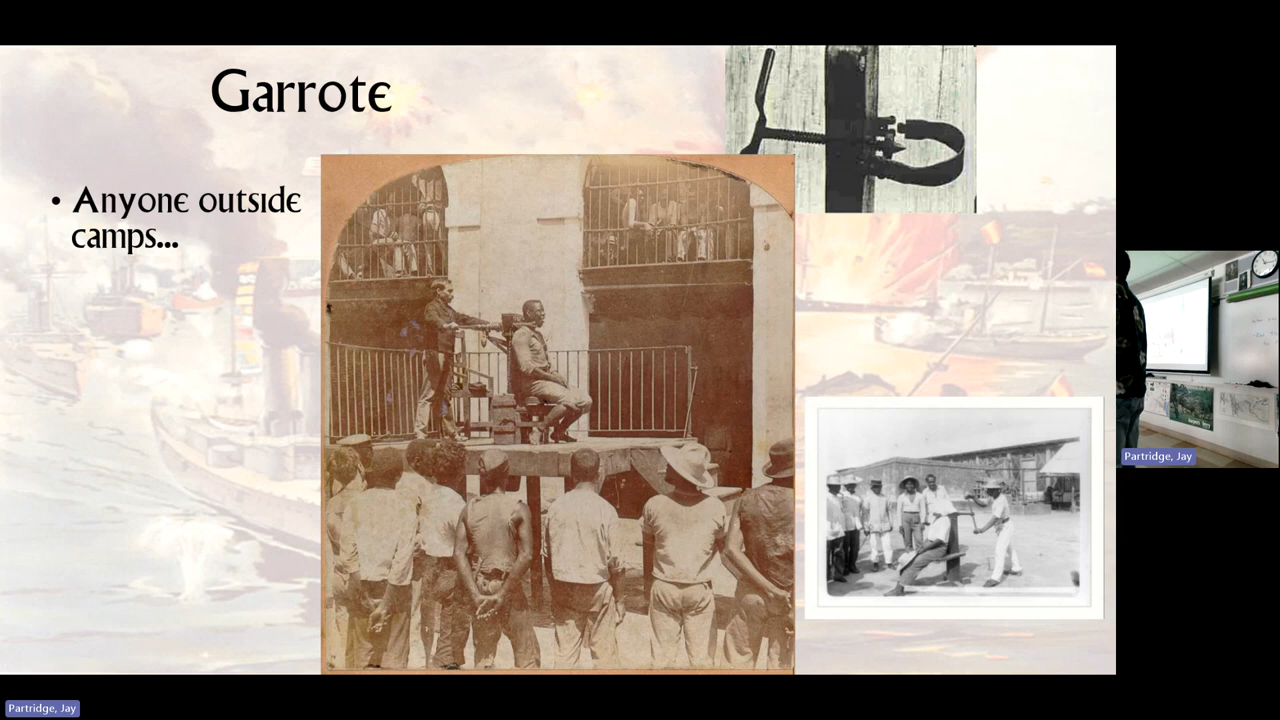 Garrote
• Anyone outside
camps...
Partridge, Jay
Partridge, Jay